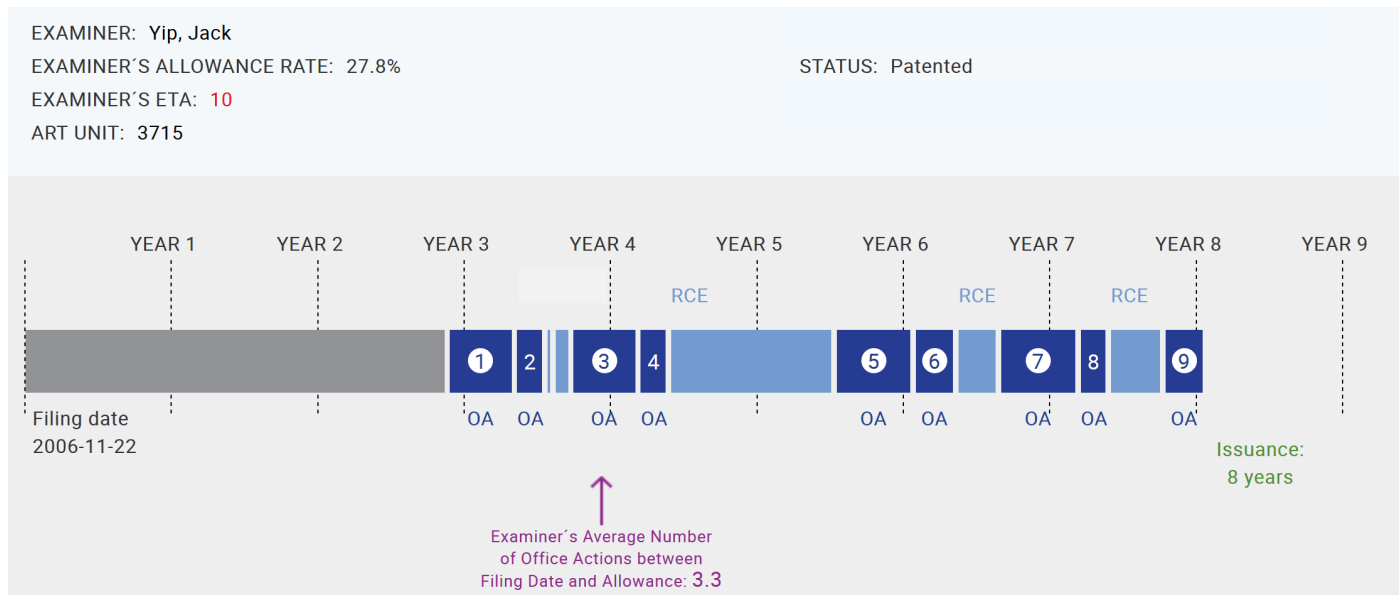 EXAMINER: Yip, Jack
EXAMINER´S ALLOWANCE RATE: 27.8%
STATUS: Patented
EXAMINER´S ETA: 10
ART UNIT: 3715
YEAR 1 YEAR 2 YEAR 3 YEAR 4 YEAR 5 YEAR 6 YEAR 7 YEAR 8 YEAR 9
RCE RCE RCE
1 2 3 4 5 6 7 8 9
OA OA OA OA OA OA OA OA OA
Filing date
2006-11-22
Issuance:
8 years
Examiner´s Average Number
of Office Actions between
Filing Date and Allowance: 3.3